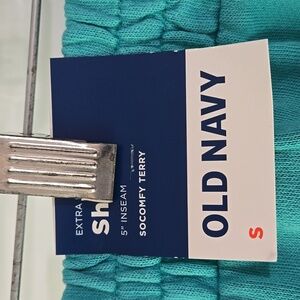 EXTRA
Sh
5" INSEAM
SOCOMFY TERRY
OLD NAVY
S